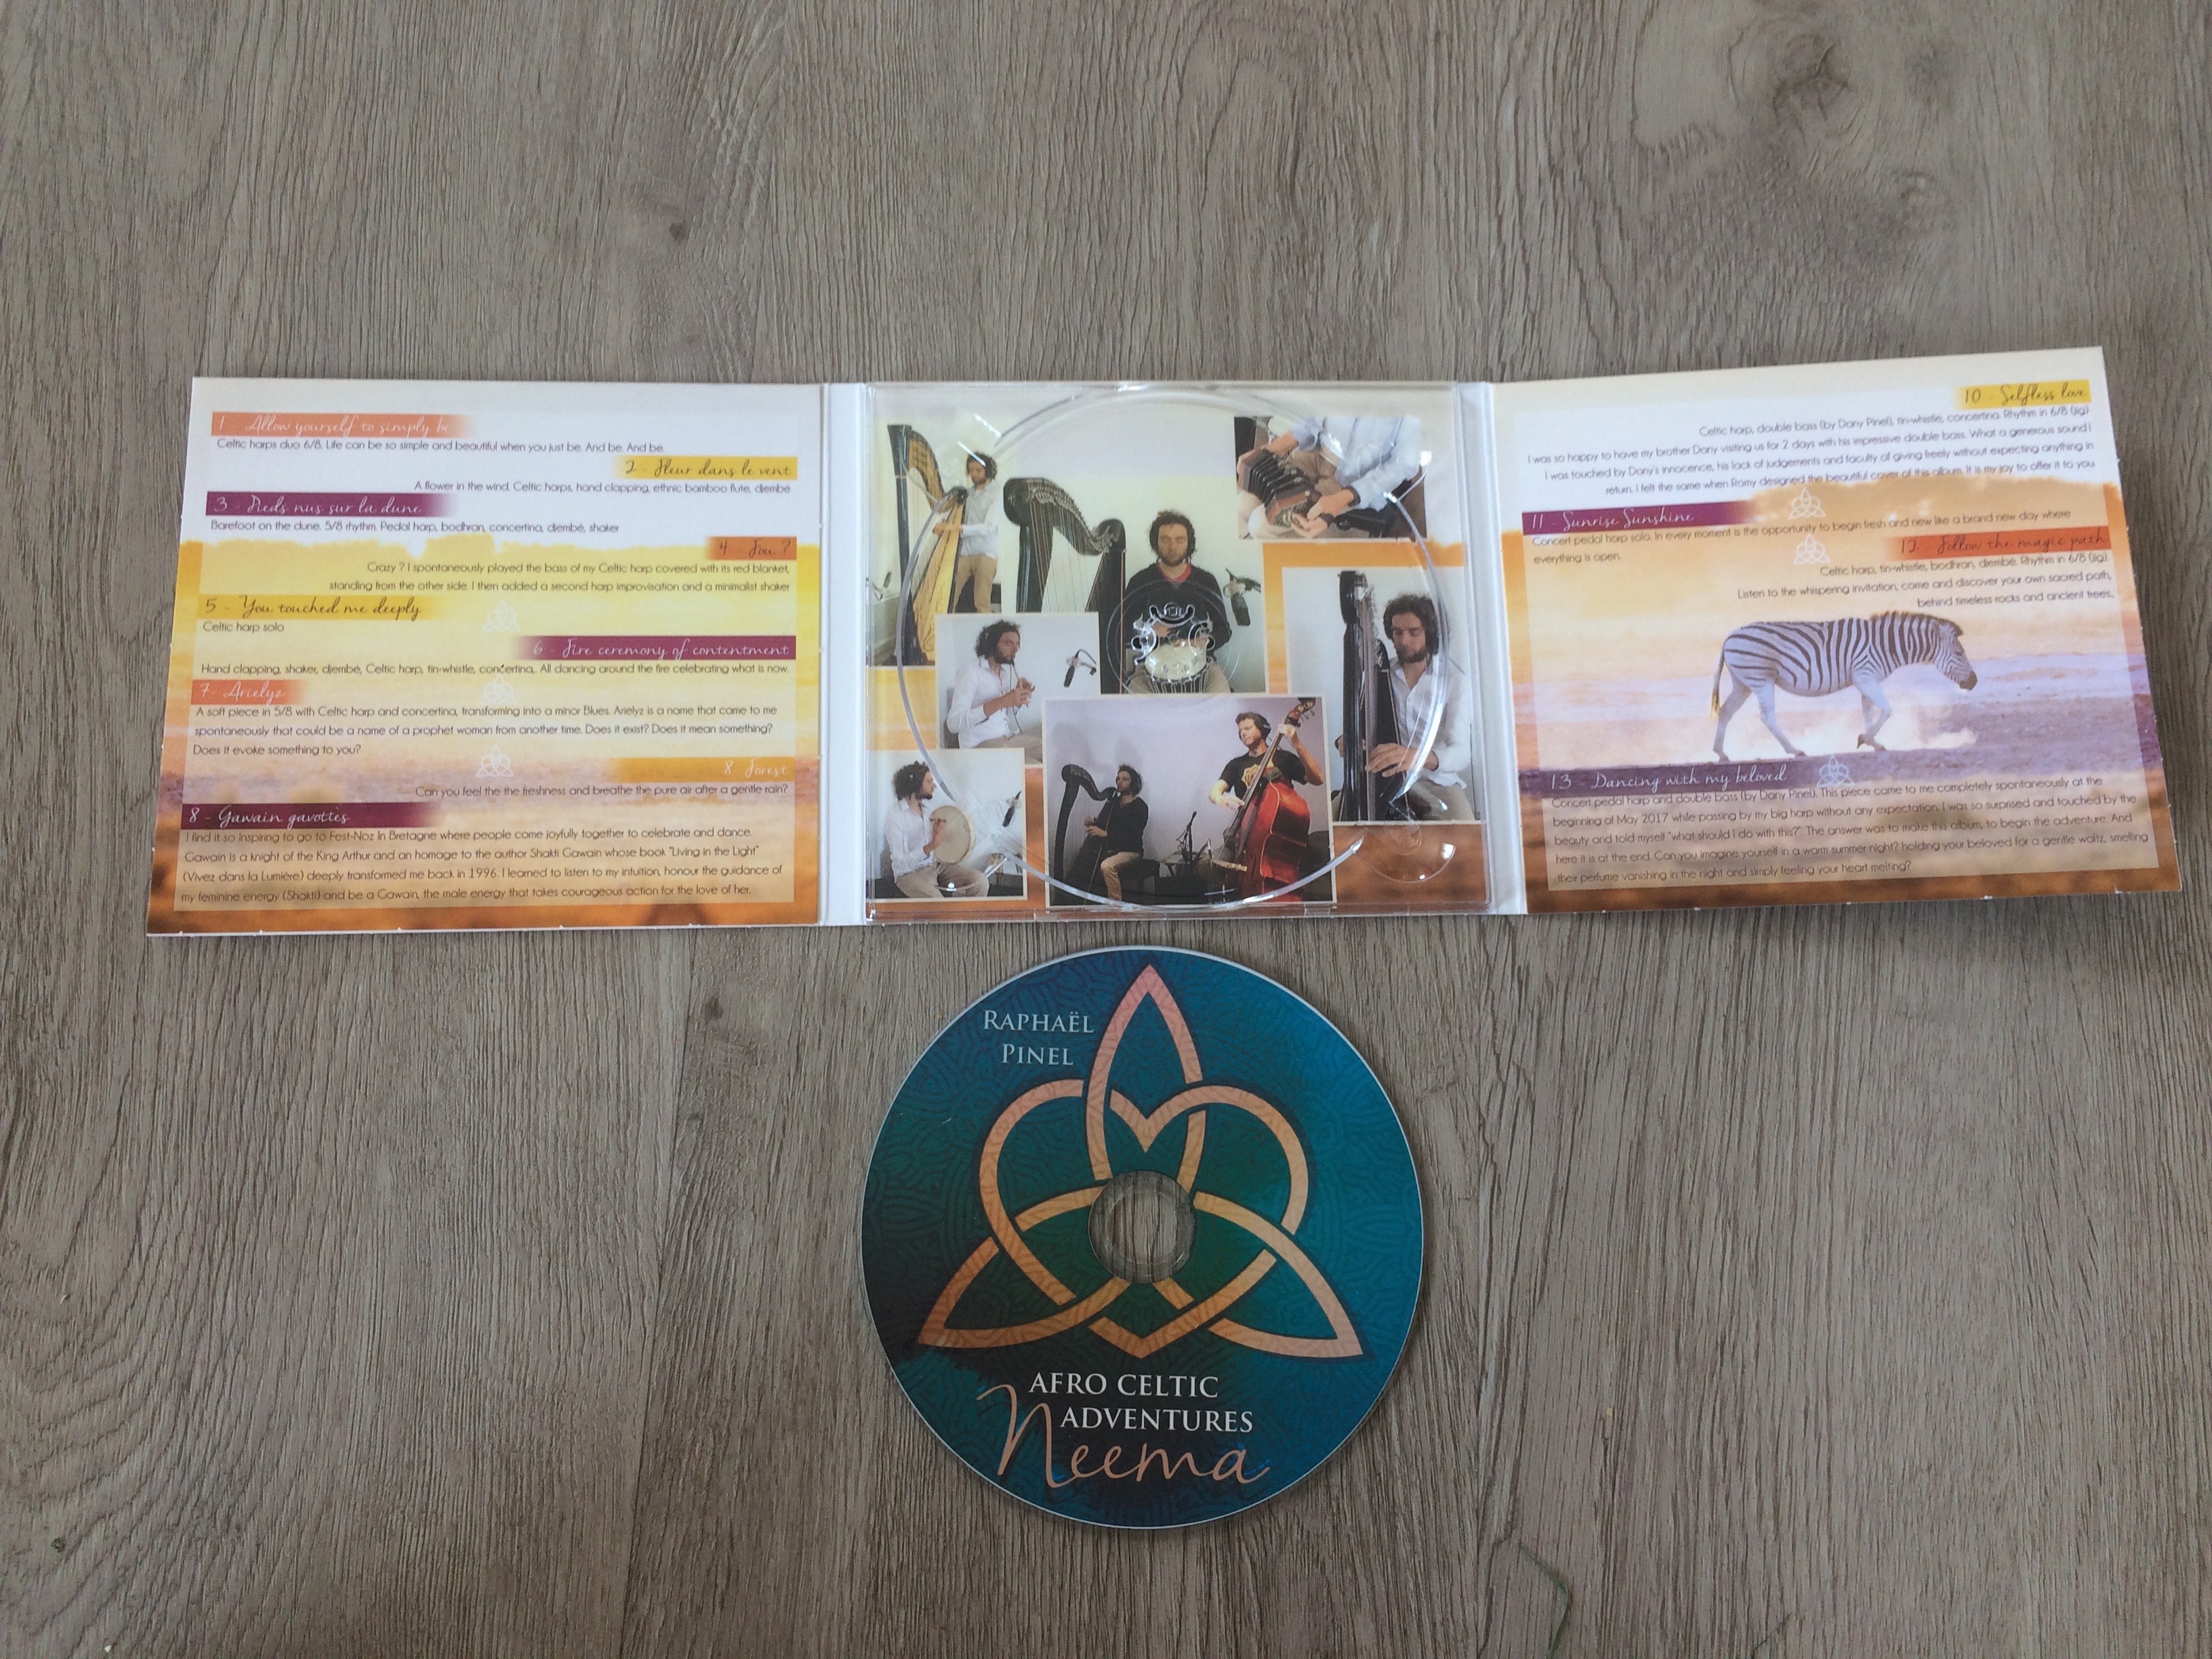 1 - Allow yourself to simply be
Celtic harps duo 6/8. Life can be so simple and beautiful when you just be. And be. And be.
2 - Fleur dans le vent
A flower in the wind. Celtic harps, hand clapping, ethnic bamboo flute, djembé
3 - Pieds nus sur la dune
Barefoot on the dune. 5/8 rhythm. Pedal harp, bodhran, concertina, djembé, shaker
4 - Fou ?
Crazy ? I spontaneously played the bass of my Celtic harp covered with its red blanket,
standing from the other side. I then added a second harp improvisation and a minimalist shaker
5 - You touched me deeply
Celtic harp solo
6 - Fire ceremony of contentment
Hand clapping, shaker, djembé, Celtic harp, tin-whistle, concertina,. All dancing around the fire celebrating what is now.
7 - Arielyz
A soft piece in 5/8 with Celtic harp and concertina, transforming into a minor Blues. Arielyz is a name that came to me
spontaneously that could be a name of a prophet woman from another time. Does it exist? Does it mean something?
Does it evoke something to you?
8 - Forest
Can you feel the the freshness and breathe the pure air after a gentle rain?
8 - Gawain gavottes
I find it so inspiring to go to Fest-Noz in Bretagne where people come joyfully together to celebrate and dance.
Gawain is a knight of the King Arthur and an homage to the author Shakti Gawain whose book "Living in the Light"
(Vivez dans la Lumière) deeply transformed me back in 1996. I learned to listen to my intuition, honour the guidance of
my feminine energy (Shakti) and be a Gawain, the male energy that takes courageous action for the love of her.
10 - Selfless love
Celtic harp, double bass (by Dany Pinel), tin-whistle, concertina. Rhythm in 6/8 (jig)
I was so happy to have my brother Dany visiting us for 2 days with his impressive double bass. What a generous sound !
I was touched by Dany's innocence, his lack of judgements and faculty of giving freely without expecting anything in
return. I felt the same when Romy designed the beautiful cover of this album. It is my joy to offer it to you
11 - Sunrise Sunshine
Concert pedal harp solo. In every moment is the opportunity to begin fresh and new like a brand new day where
everything is open.
12 - Follow the magic path
Celtic harp, tin-whistle, bodhran, djembé. Rhythm in 6/8 (jig).
Listen to the whispering invitation, come and discover your own sacred path,
behind timeless rocks and ancient trees.
13 - Dancing with my beloved
Concert pedal harp and double bass (by Dany Pinel). This piece came to me completely spontaneously at the
beginning of May 2017 while passing by my big harp without any expectation. I was so surprised and touched by the
beauty and told myself "what should I do with this?". The answer was to make this album, to begin the adventure. And
here it is at the end. Can you imagine yourself in a warm summer night? holding your beloved for a gentle waltz, smelling
their perfume vanishing in the night and simply feeling your heart melting?
RAPHAËL
PINEL
AFRO CELTIC
ADVENTURES
Neema